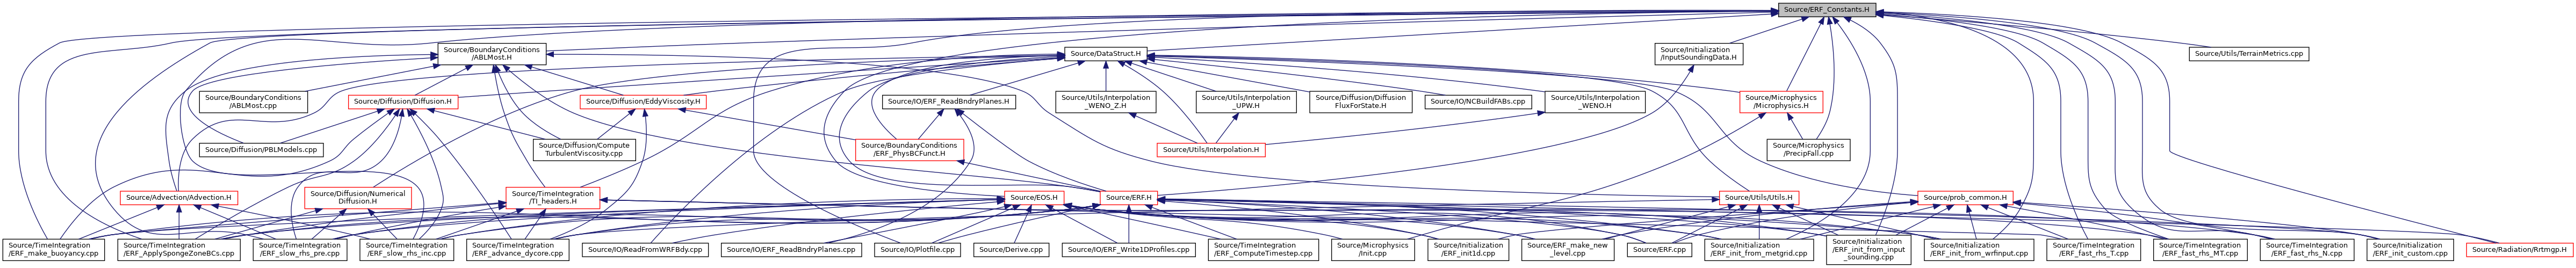 Source/ERF_Constants.H
Source/BoundaryConditions
/ABLMost.H
Source/DataStruct.H
Source/Initialization
/InputSoundingData.H
Source/Utils/TerrainMetrics.cpp
Source/BoundaryConditions
/ABLMost.cpp
Source/Diffusion/Diffusion.H
Source/Diffusion/EddyViscosity.H
Source/IO/ERF_ReadBndryPlanes.H
Source/Utils/Interpolation
_WENO_Z.H
Source/Utils/Interpolation
_UPW.H
Source/Diffusion/Diffusion
FluxForState.H
Source/IO/NCBuildFABs.cpp
Source/Utils/Interpolation
_WENO.H
Source/Microphysics
/Microphysics.H
Source/Diffusion/PBLModels.cpp
Source/Diffusion/Compute
TurbulentViscosity.cpp
Source/BoundaryConditions
/ERF_PhysBCFunct.H
Source/Utils/Interpolation.H
Source/Microphysics
/PrecipFall.cpp
Source/Advection/Advection.H
Source/Diffusion/Numerical
Diffusion.H
Source/TimeIntegration
/TI_headers.H
Source/EOS.H
Source/ERF.H
Source/Utils/Utils.H
Source/prob_common.H
Source/TimeIntegration
/ERF_make_buoyancy.cpp
Source/TimeIntegration
/ERF_ApplySpongeZoneBCs.cpp
Source/TimeIntegration
/ERF_slow_rhs_pre.cpp
Source/TimeIntegration
/ERF_slow_rhs_inc.cpp
Source/TimeIntegration
/ERF_advance_dycore.cpp
Source/IO/ReadFromWRFBdy.cpp
Source/IO/ERF_ReadBndryPlanes.cpp
Source/IO/Plotfile.cpp
Source/Derive.cpp
Source/IO/ERF_Write1DProfiles.cpp
Source/TimeIntegration
/ERF_ComputeTimestep.cpp
Source/Microphysics
/Init.cpp
Source/Initialization
/ERF_init1d.cpp
Source/ERF_make_new
_level.cpp
Source/ERF.cpp
Source/Initialization
/ERF_init_from_metgrid.cpp
Source/Initialization
/ERF_init_from_input
_sounding.cpp
Source/Initialization
/ERF_init_from_wrfinput.cpp
Source/TimeIntegration
/ERF_fast_rhs_T.cpp
Source/TimeIntegration
/ERF_fast_rhs_MT.cpp
Source/TimeIntegration
/ERF_fast_rhs_N.cpp
Source/Initialization
/ERF_init_custom.cpp
Source/Radiation/Rrtmgp.H